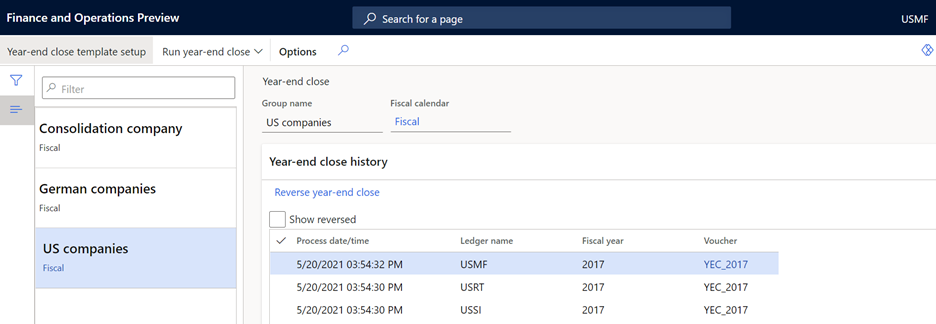 Finance and Operations Preview
Search for a page
USMF
Year-end close template setup
Run year-end close
Options
Filter
Consolidation company
Fiscal
German companies
Fiscal
US companies
Fiscal
Year-end close
Group name Fiscal calendar
US companies Fiscal
Year-end close history
Reverse year-end close
Show reversed
Process date/time Ledger name Fiscal year Voucher
5/20/2021 03:54:32 PM USMF 2017 YEC_2017
5/20/2021 03:54:30 PM USRT 2017 YEC_2017
5/20/2021 03:54:30 PM USSI 2017 YEC_2017